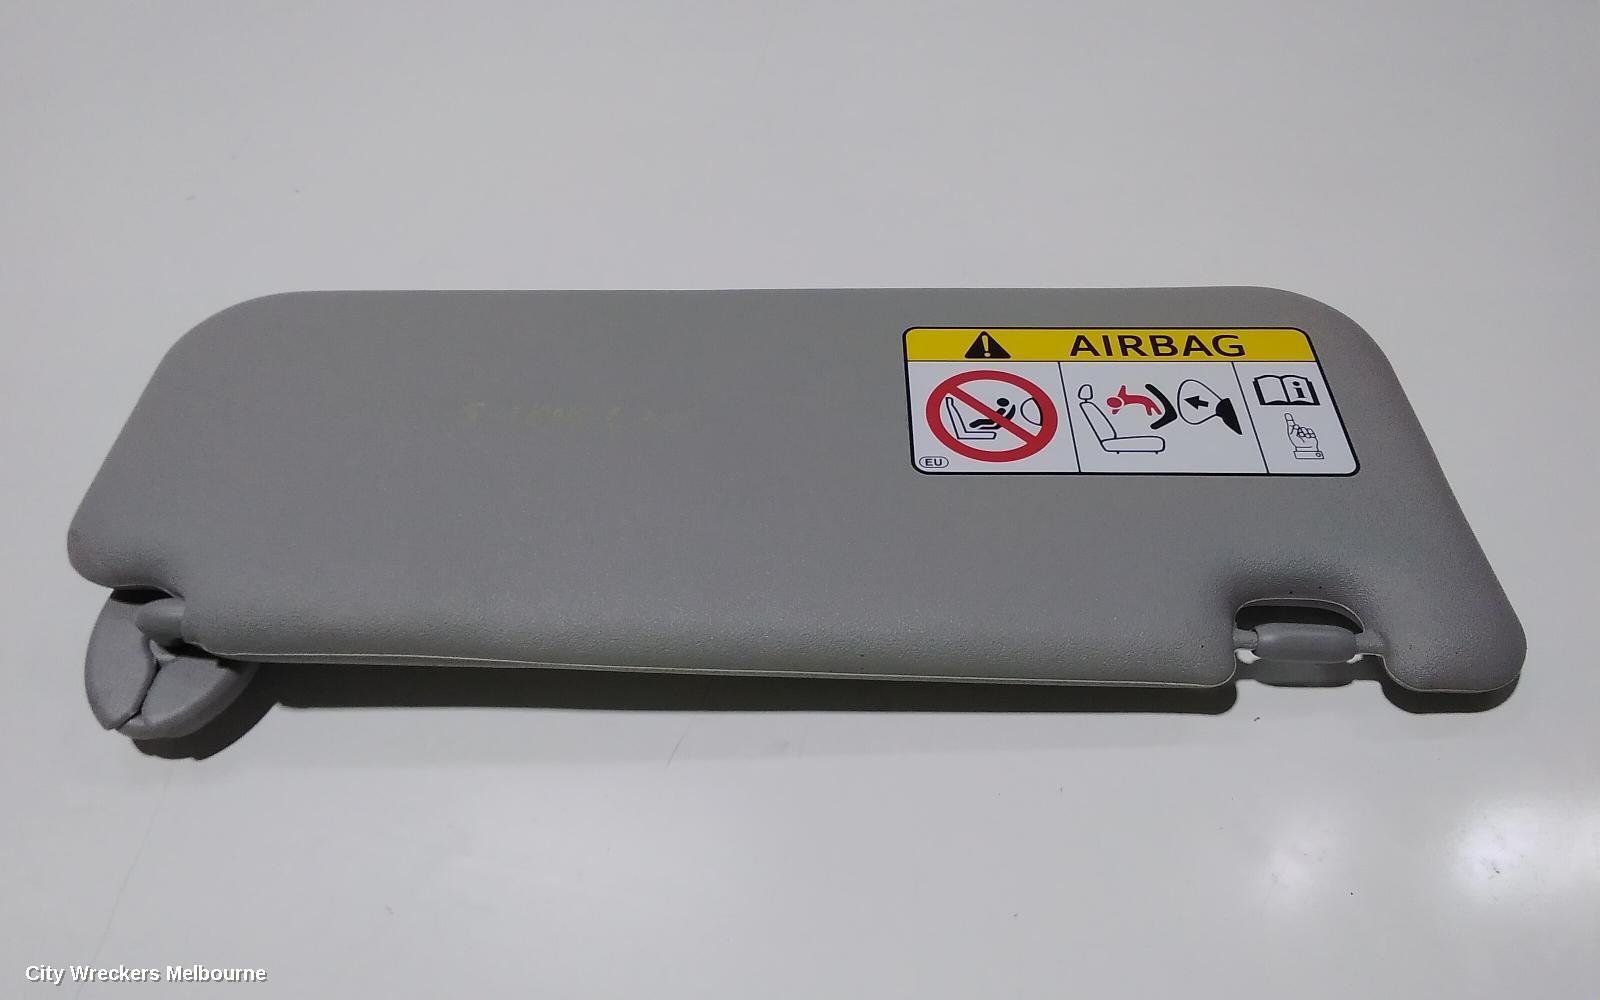 AIRBAG
EU
i
City Wreckers Melbourne